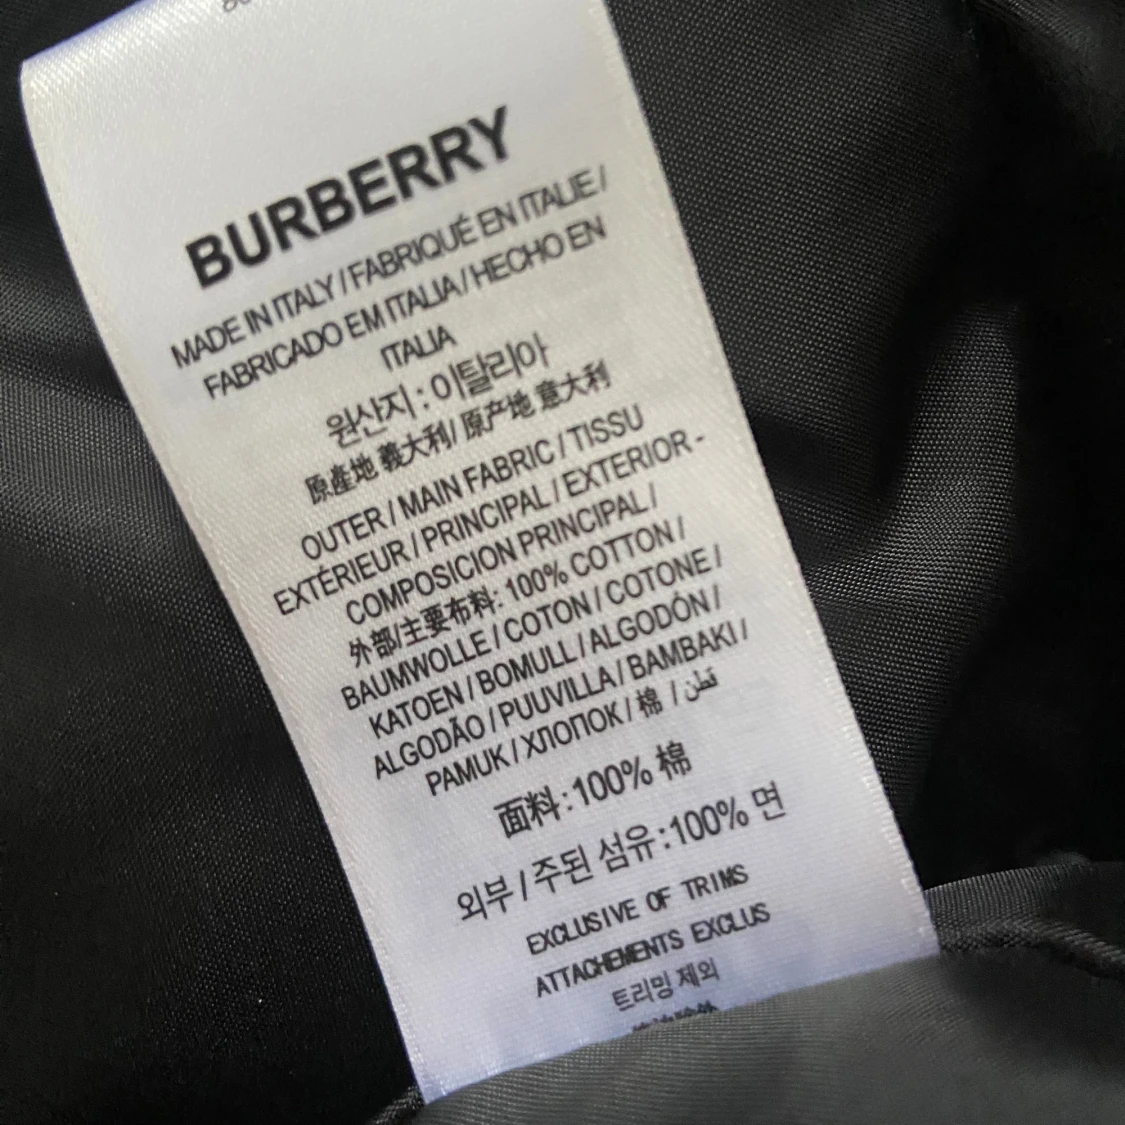 BURBERRY
MADE IN ITALY / FABRIQUÉ EN ITALIE /
FABRICADO EM ITALIA / HECHO EN
ITALIA
원산지 : 이탈리아
原産地 義大利/ 原产地 意大利
OUTER / MAIN FABRIC / TISSU
EXTÉRIEUR / PRINCIPAL / EXTERIOR -
COMPOSICION PRINCIPAL /
外部/主要布料: 100% COTTON /
BAUMWOLLE / COTON / COTONE /
KATOEN / BOMULL / ALGODÓN /
ALGODÃO / PUUVILLA / BAMBAKI /
PAMUK / ХЛОПОК / 棉 / قطن
面料 : 100% 棉
외부 / 주된 섬유 : 100% 면
EXCLUSIVE OF TRIMS
ATTACHEMENTS EXCLUS
트리밍 제외